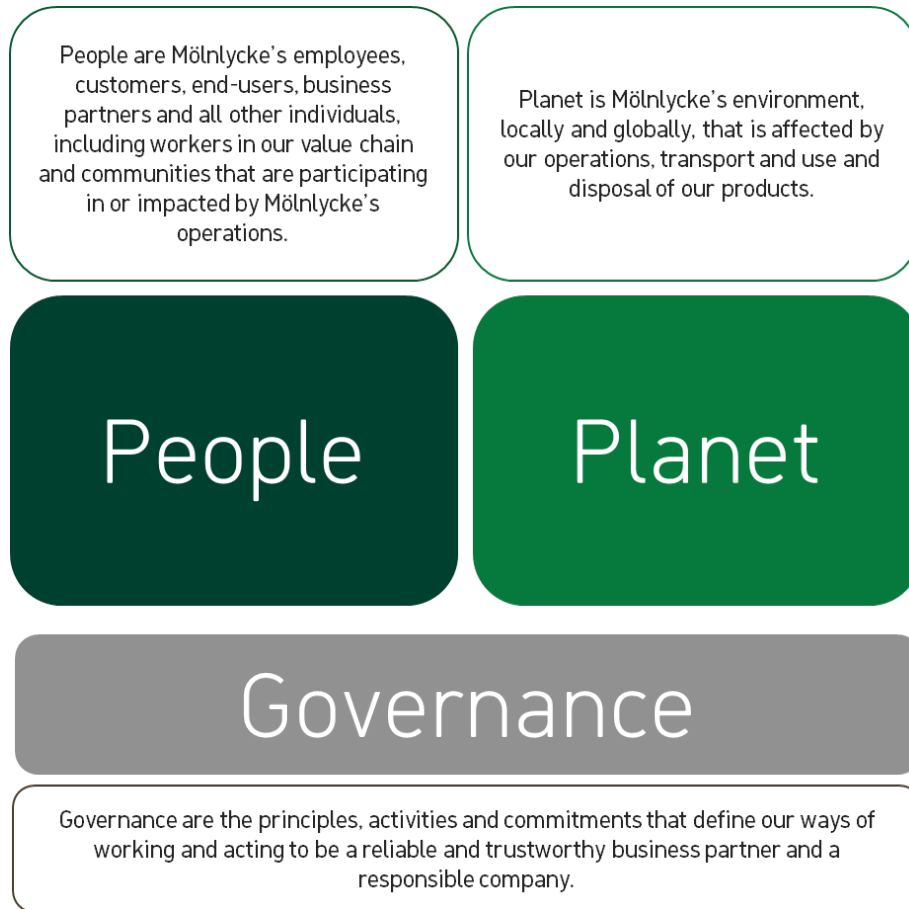 People are Mölnlycke's employees,
customers, end-users, business
partners and all other individuals,
including workers in our value chain
and communities that are participating
in or impacted by Mölnlycke's
operations.
Planet is Mölnlycke's environment,
locally and globally, that is affected by
our operations, transport and use and
disposal of our products.
People
Planet
Governance
Governance are the principles, activities and commitments that define our ways of
working and acting to be a reliable and trustworthy business partner and a
responsible company.